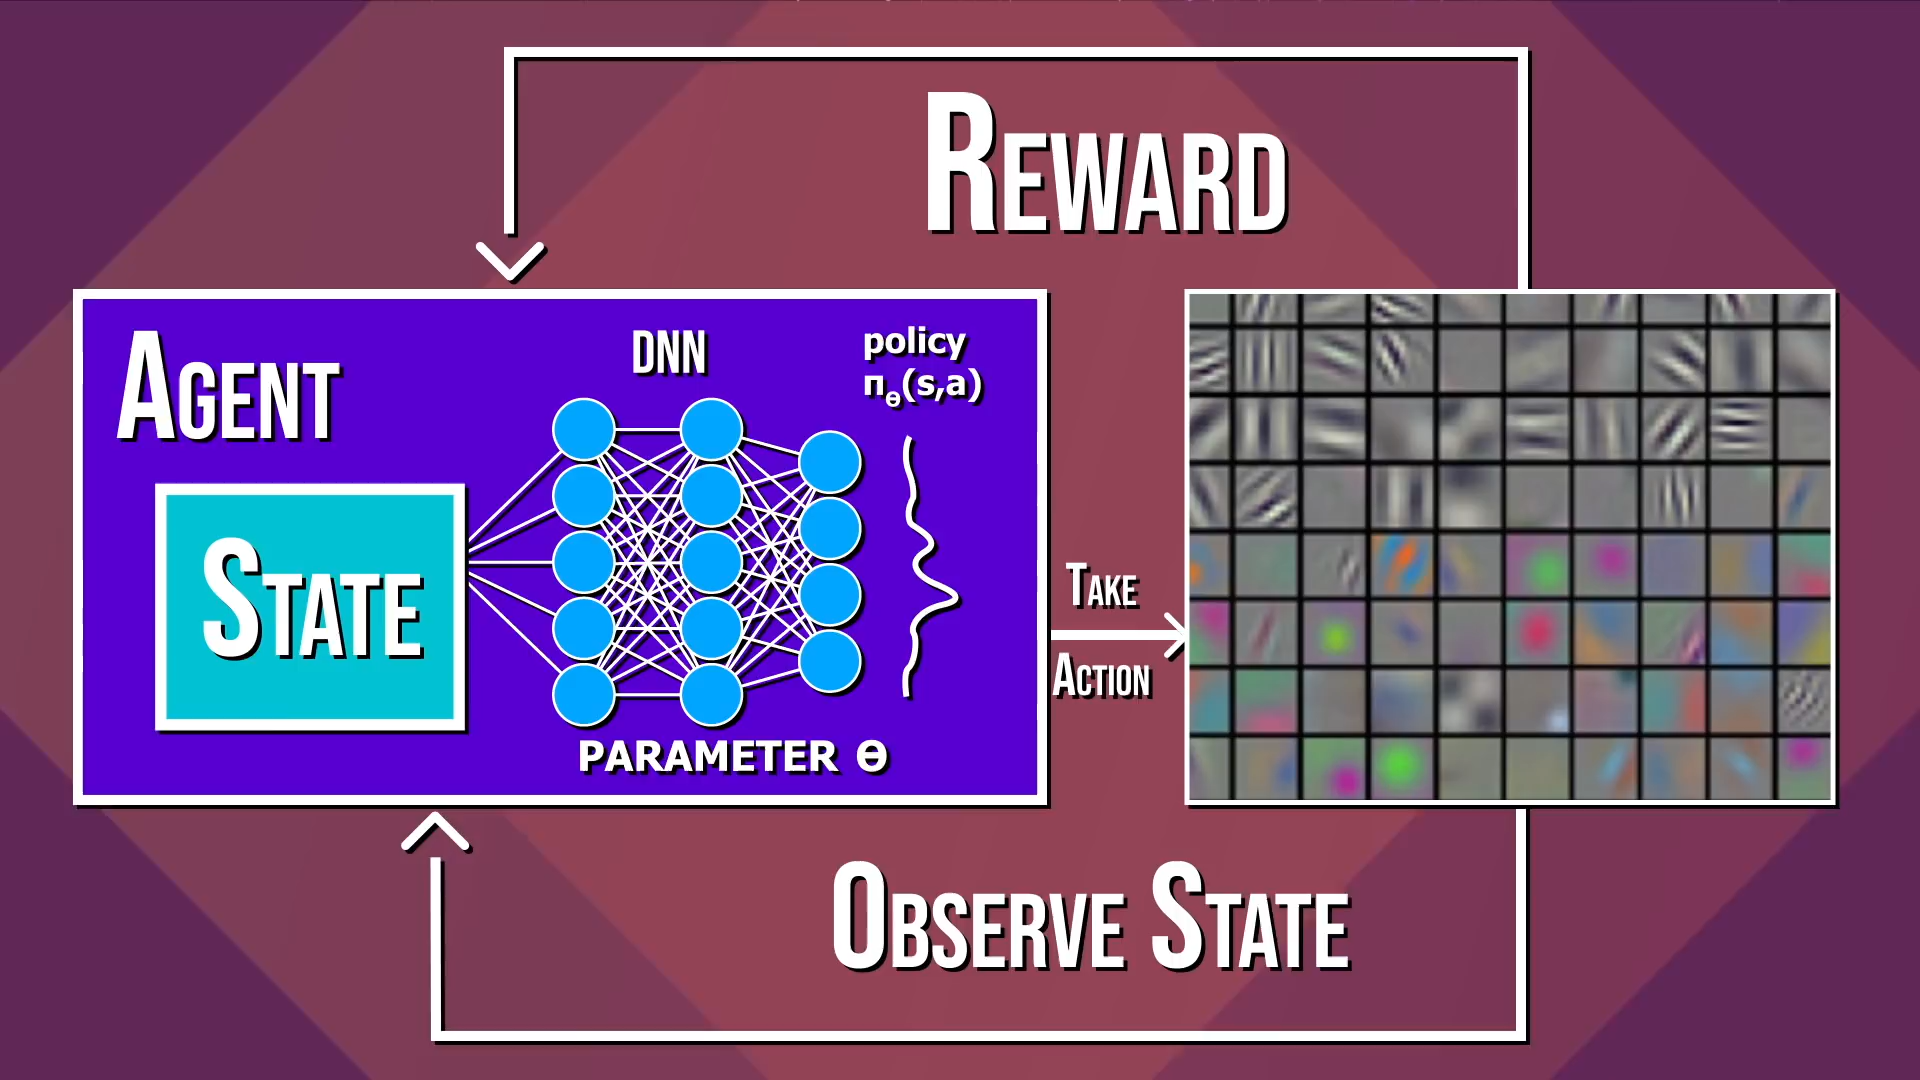 REWARD
AGENT
DNN
policy
πθ(s,a)
STATE
TAKE
ACTION
PARAMETER θ
OBSERVE STATE